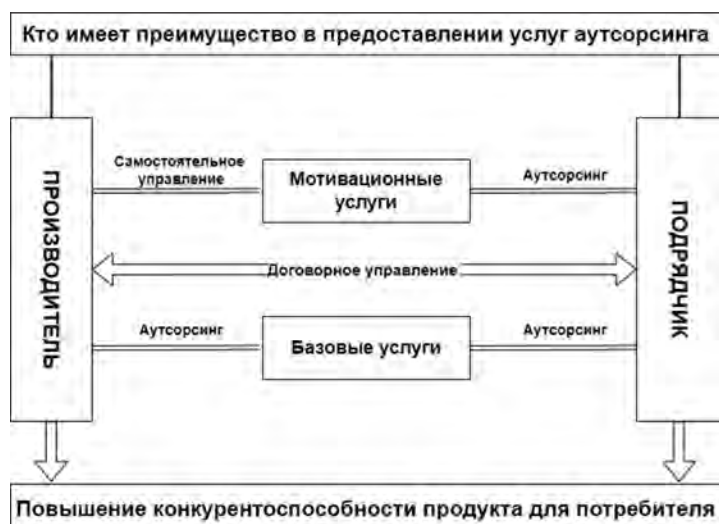 Кто имеет преимущество в предоставлении услуг аутсорсинга
ПРОИЗВОДИТЕЛЬ
Самостоятельное
управление
Мотивационные
услуги
Аутсорсинг
ПОДРЯДЧИК
Договорное управление
Аутсорсинг
Базовые услуги
Аутсорсинг
Повышение конкурентоспособности продукта для потребителя